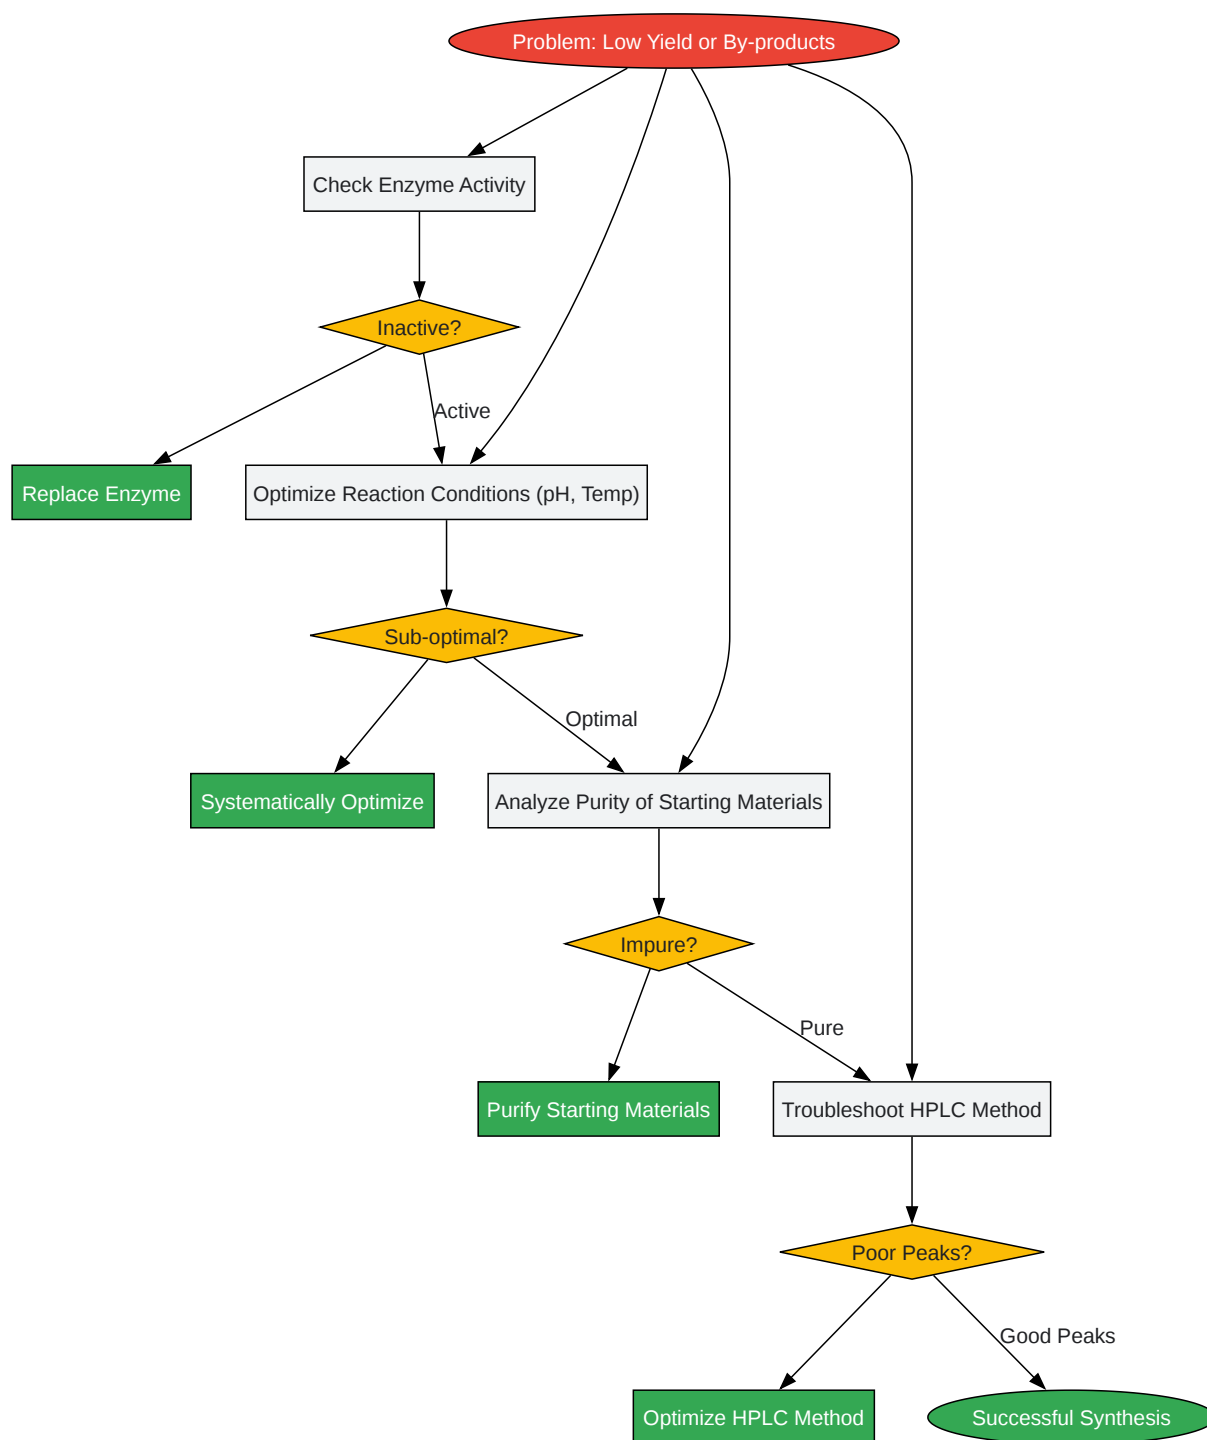 Problem: Low Yield or By-products
Check Enzyme Activity
Inactive?
Active
Replace Enzyme
Optimize Reaction Conditions (pH, Temp)
Sub-optimal?
Optimal
Systematically Optimize
Analyze Purity of Starting Materials
Impure?
Pure
Purify Starting Materials
Troubleshoot HPLC Method
Poor Peaks?
Good Peaks
Optimize HPLC Method
Successful Synthesis